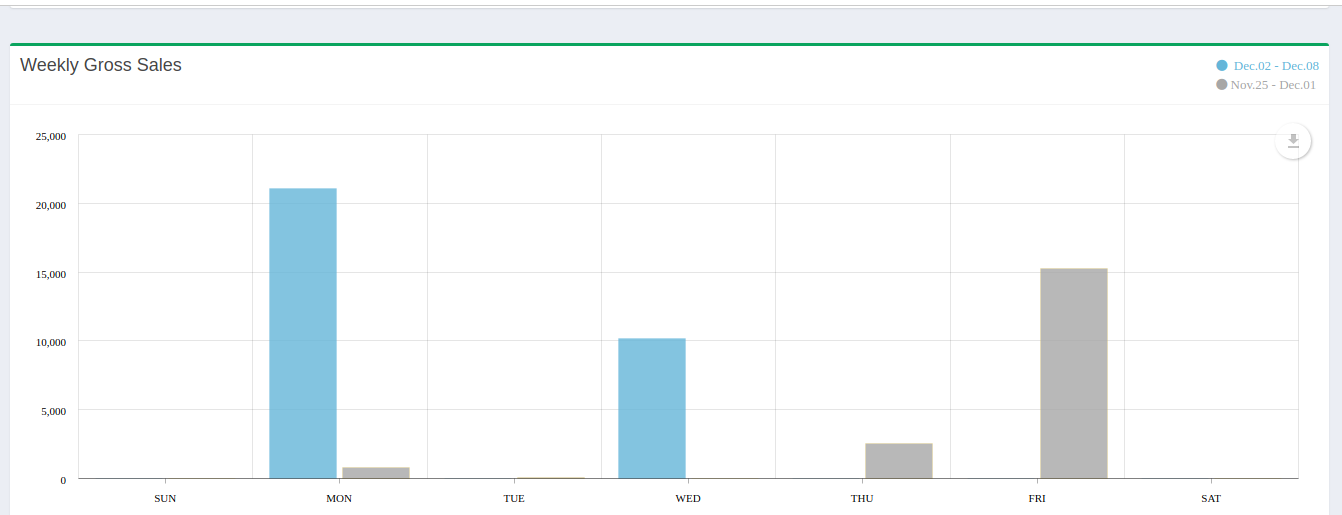 Weekly Gross Sales
Dec.02 - Dec.08
Nov.25 - Dec.01
25,000
20,000
15,000
10,000
5,000
0
SUN MON TUE WED THU FRI SAT